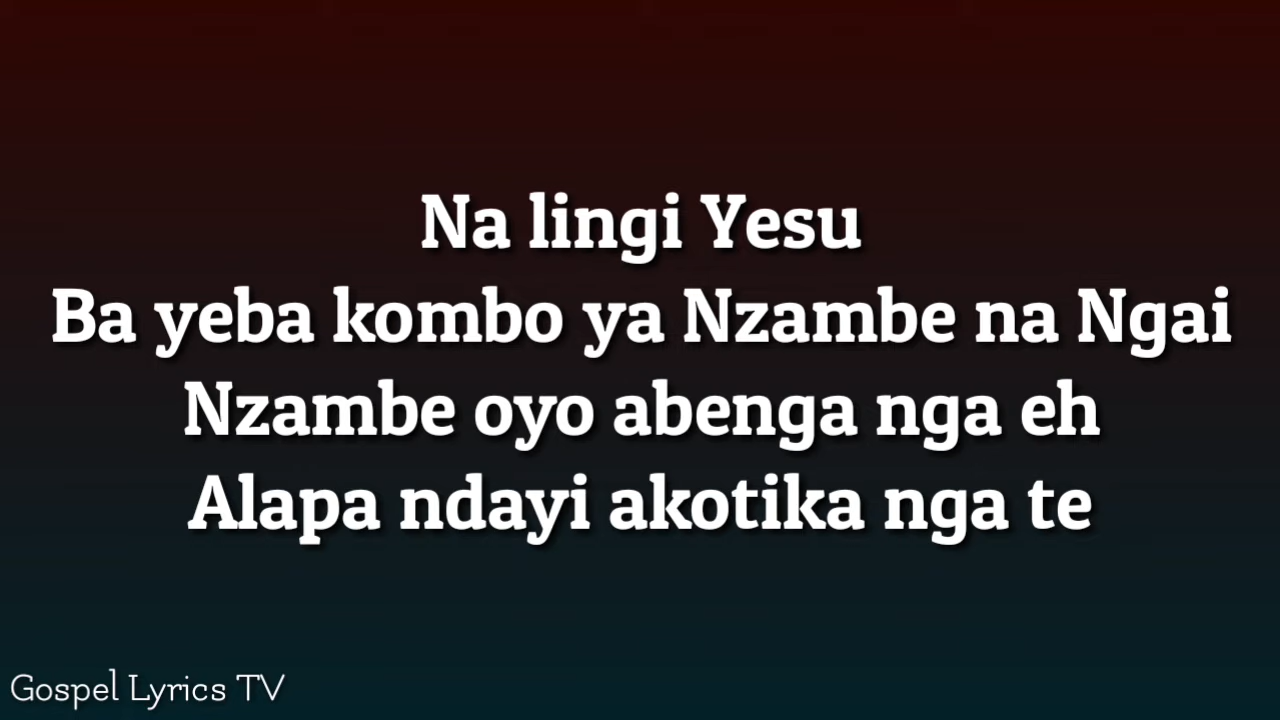 Na lingi Yesu
Ba yeba kombo ya Nzambe na Ngai
Nzambe oyo abenga nga eh
Alapa ndayi akotika nga te
Gospel Lyrics TV